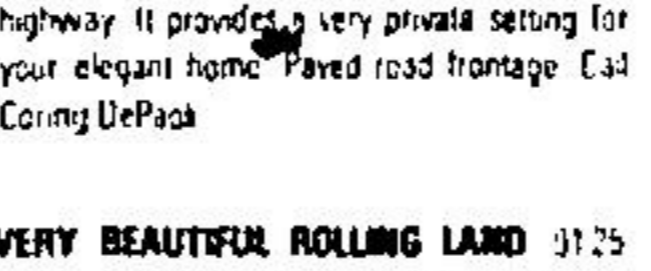 highway It provides a very private setting for
your elegant home Paved road frontage Call
VERY BEAUTIFUL ROLLING LAND